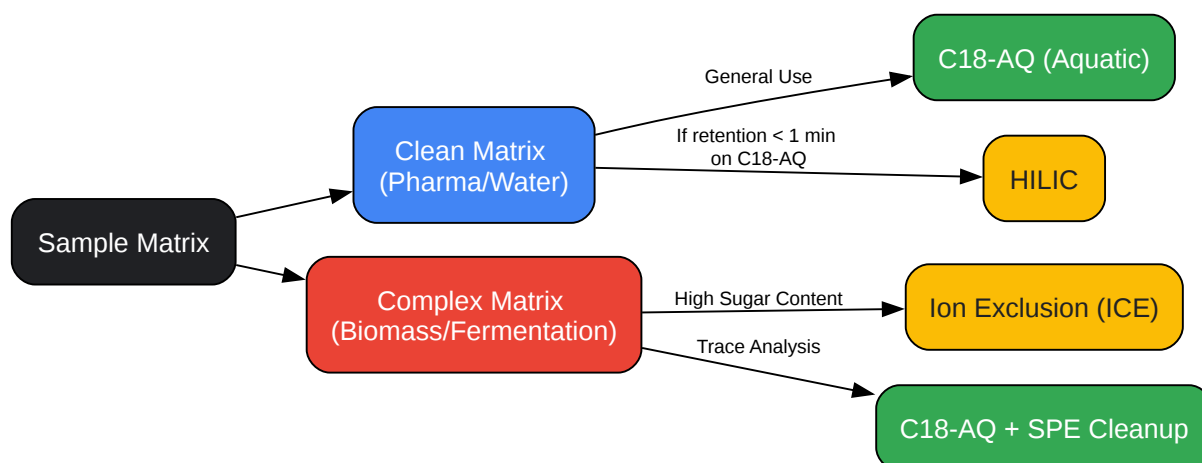 Sample Matrix
Clean Matrix
(Pharma/Water)
General Use
C18-AQ (Aquatic)
If retention < 1 min
on C18-AQ
HILIC
Complex Matrix
(Biomass/Fermentation)
High Sugar Content
Ion Exclusion (ICE)
Trace Analysis
C18-AQ + SPE Cleanup